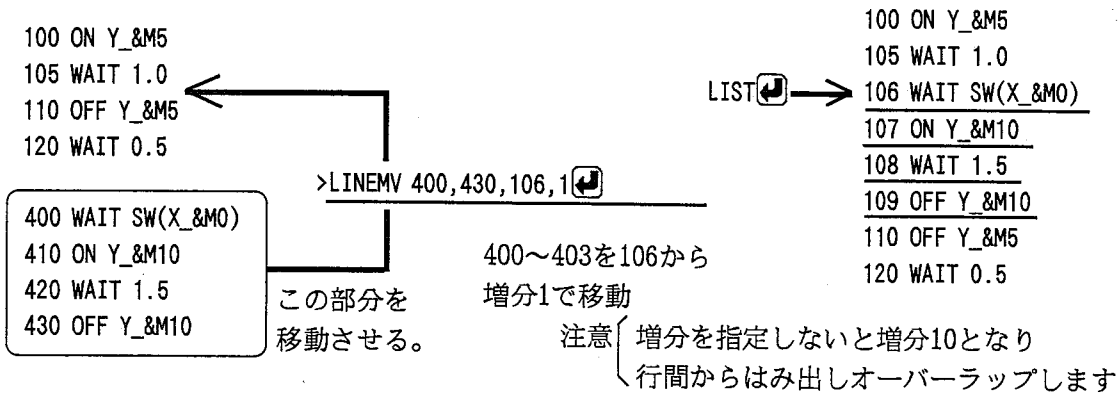 100 ON Y_&M5
105 WAIT 1.0
110 OFF Y_&M5
120 WAIT 0.5
400 WAIT SW(X_&M0)
410 ON Y_&M10
420 WAIT 1.5
430 OFF Y_&M10
この部分を
移動させる。
>LINEMV 400,430,106,1
400～403を106から
増分1で移動
注意 増分を指定しないと増分10となり
行間からはみ出しオーバーラップします
LIST
100 ON Y_&M5
105 WAIT 1.0
106 WAIT SW(X_&M0)
107 ON Y_&M10
108 WAIT 1.5
109 OFF Y_&M10
110 OFF Y_&M5
120 WAIT 0.5